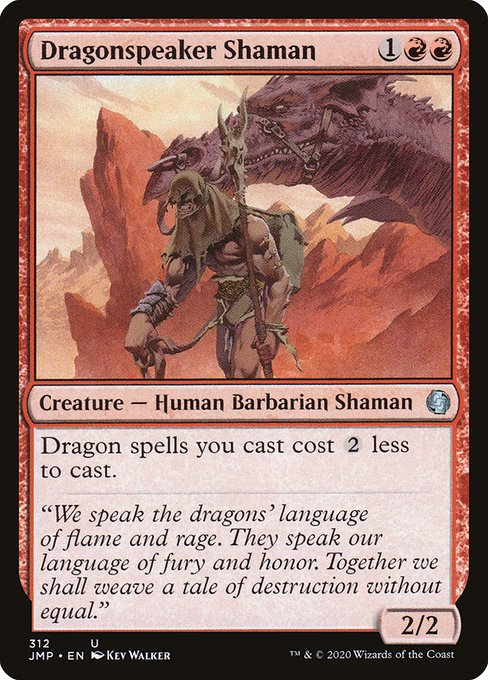 Dragonspeaker Shaman 1
Creature — Human Barbarian Shaman
Dragon spells you cast cost 2 less
to cast.
“We speak the dragons’ language
of flame and rage. They speak our
language of fury and honor. Together we
shall weave a tale of destruction without
equal.”
2/2
312 U
JMP • EN Kev Walker
™ & © 2020 Wizards of the Coast